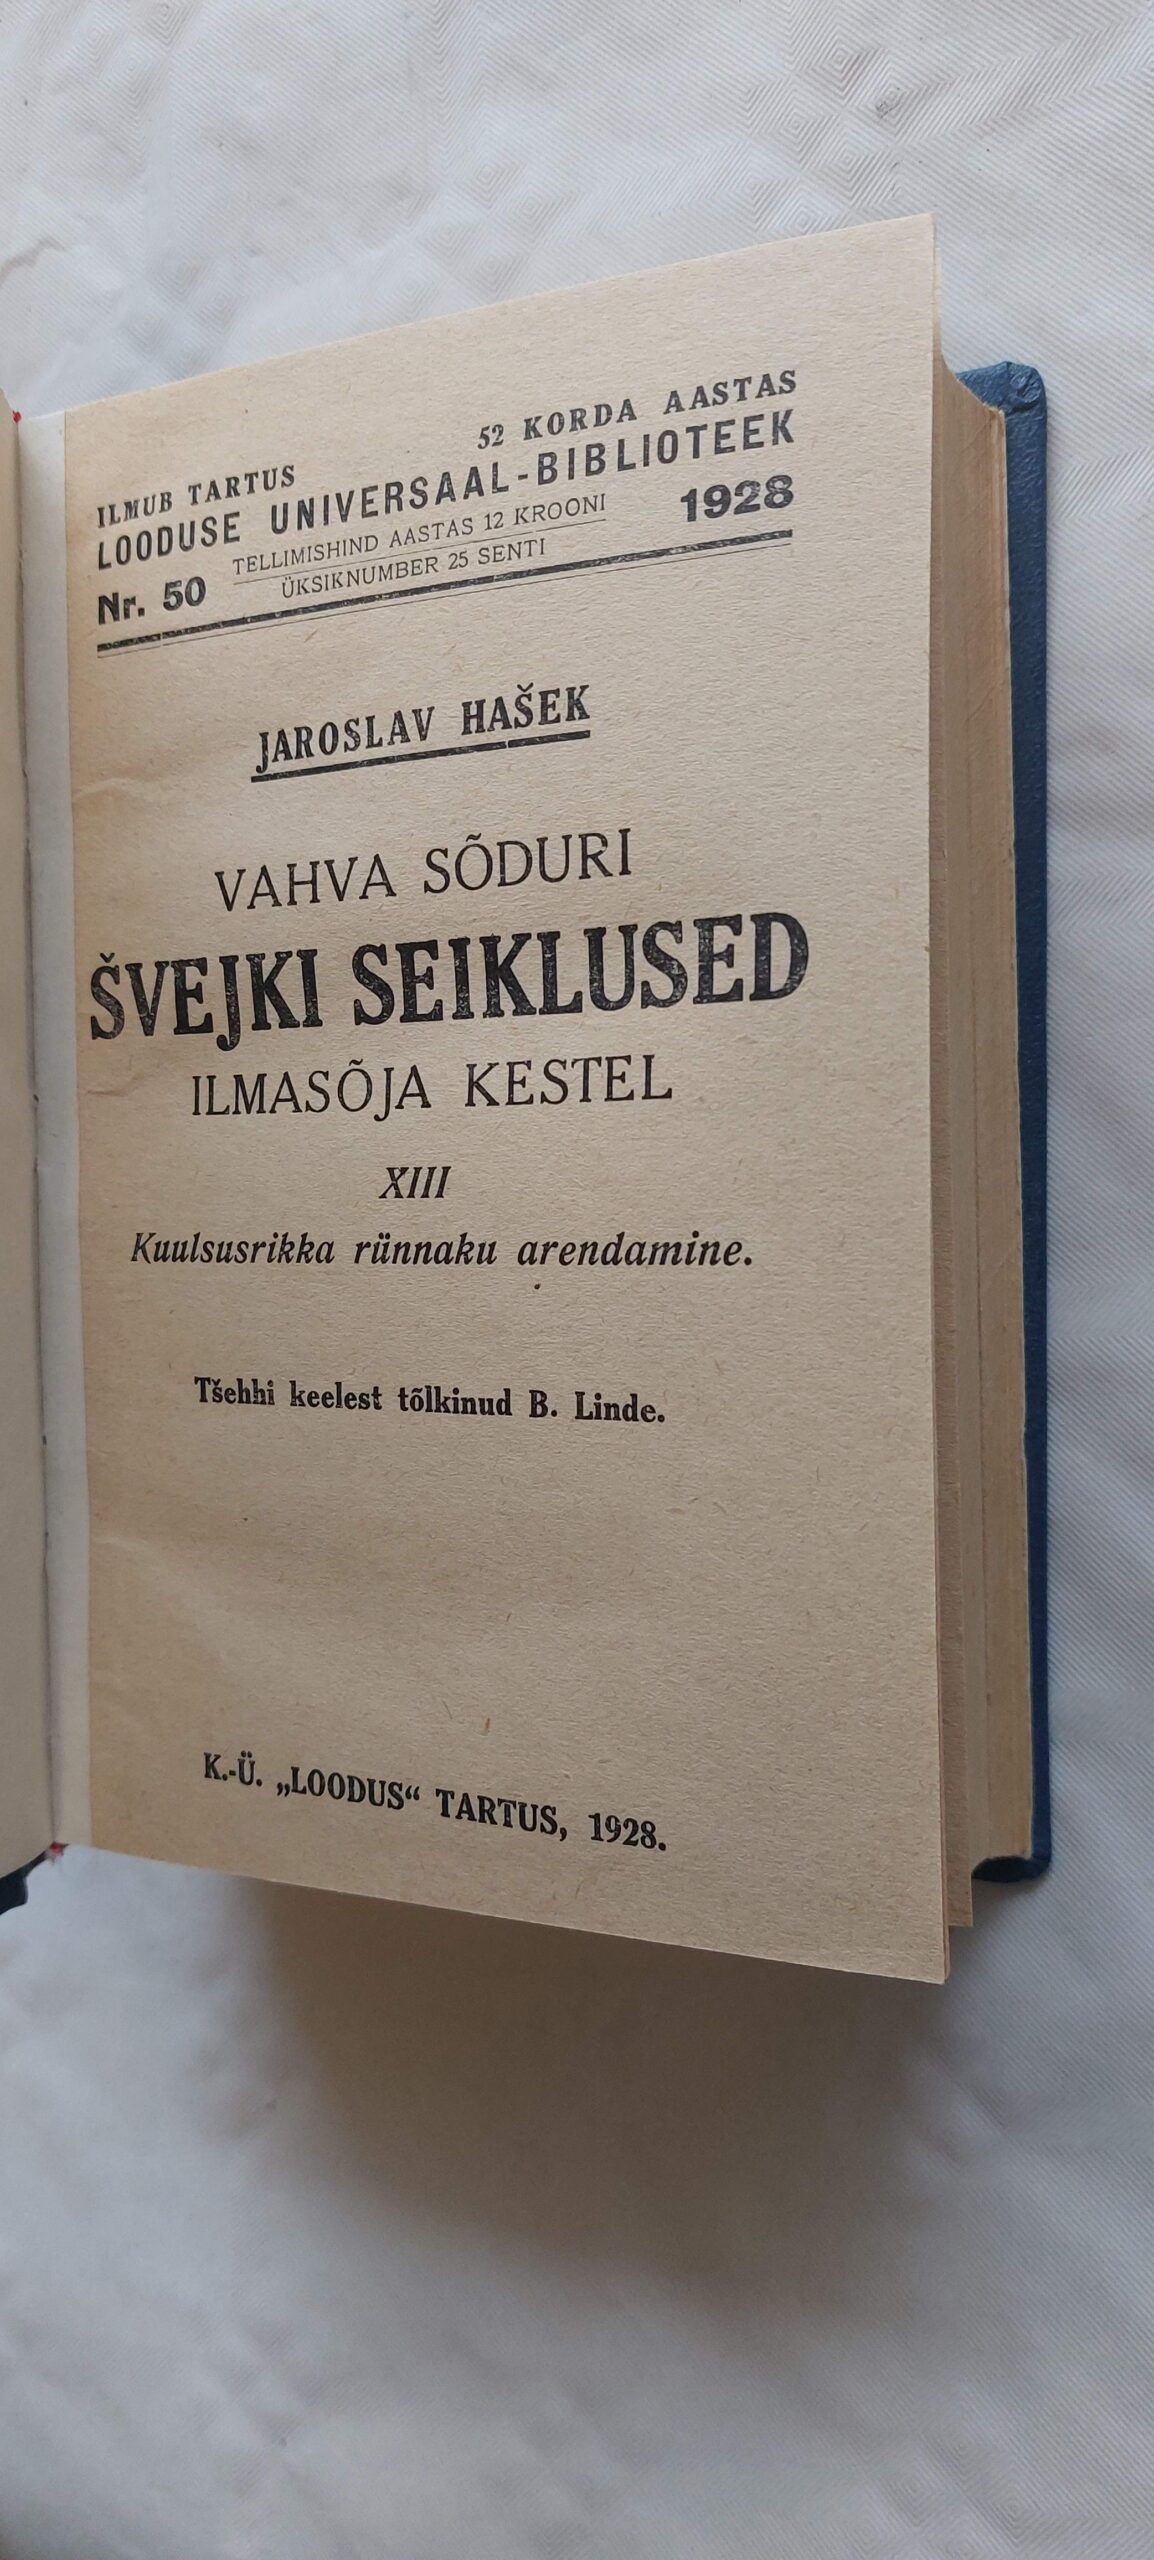 ILMUB TARTUS 52 KORDA AASTAS
LOODUSE UNIVERSAAL-BIBLIOTEEK
Nr. 50 TELLIMISHIND AASTAS 12 KROONI 1928
ÜKSIKNUMBER 25 SENTI
JAROSLAV HAŠEK
VAHVA SÕDURI
ŠVEJKI SEIKLUSED
ILMASÕJA KESTEL
XIII
Kuulsusrikka rünnaku arendamine.
Tšehhi keelest tõlkinud B. Linde.
K.-Ü. „LOODUS“ TARTUS, 1928.